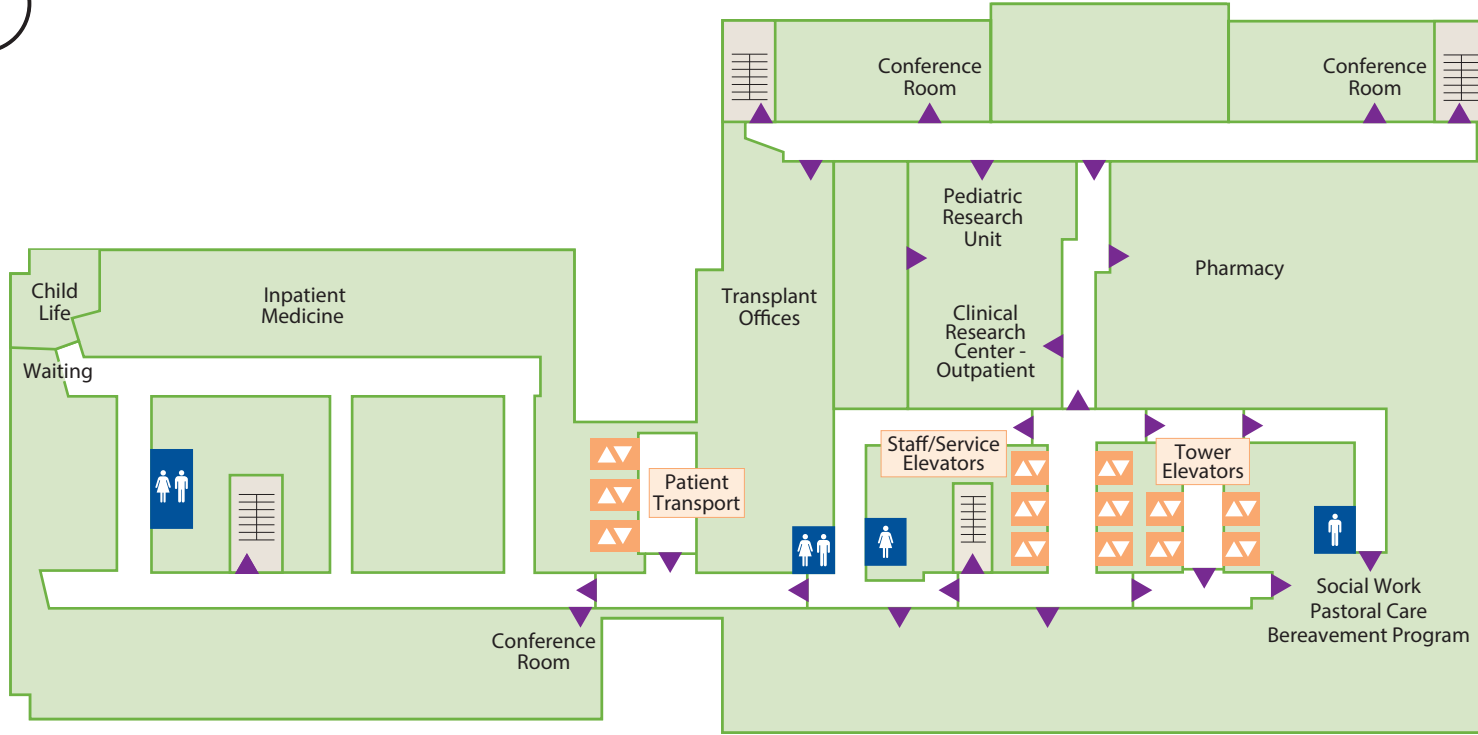 Conference
Room
Conference
Room
Pediatric
Research
Unit
Pharmacy
Child
Life
Inpatient
Medicine
Transplant
Offices
Clinical
Research
Center -
Outpatient
Waiting
Staff/Service
Elevators
Tower
Elevators
Patient
Transport
Social Work
Pastoral Care
Bereavement Program
Conference
Room